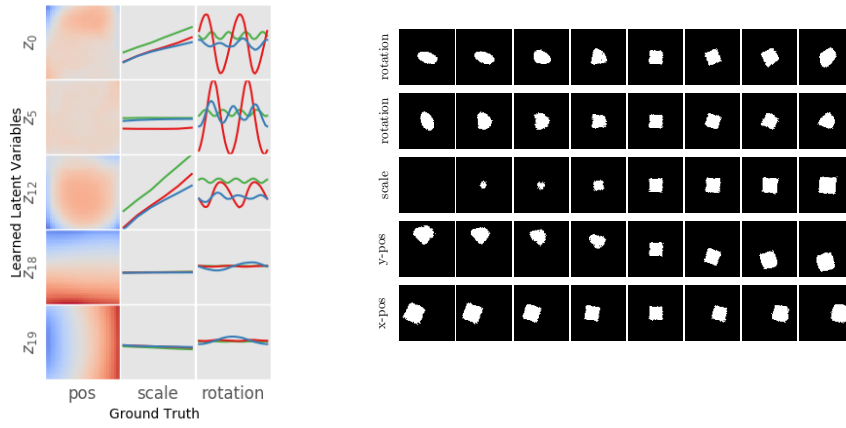 Learned Latent Variables
Z0
Z5
Z12
Z18
Z19
pos
scale
rotation
Ground Truth
rotation
rotation
scale
y-pos
x-pos